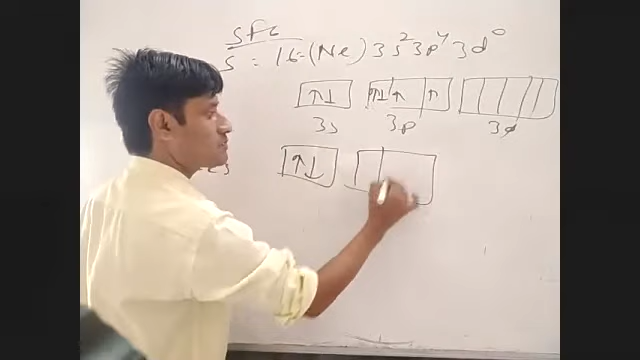 SF6
S = 16 = (Ne) 3s² 3p⁴ 3d⁰
↑↓ ↑↓ ↑ ↑
3s 3p 3d
↑↓